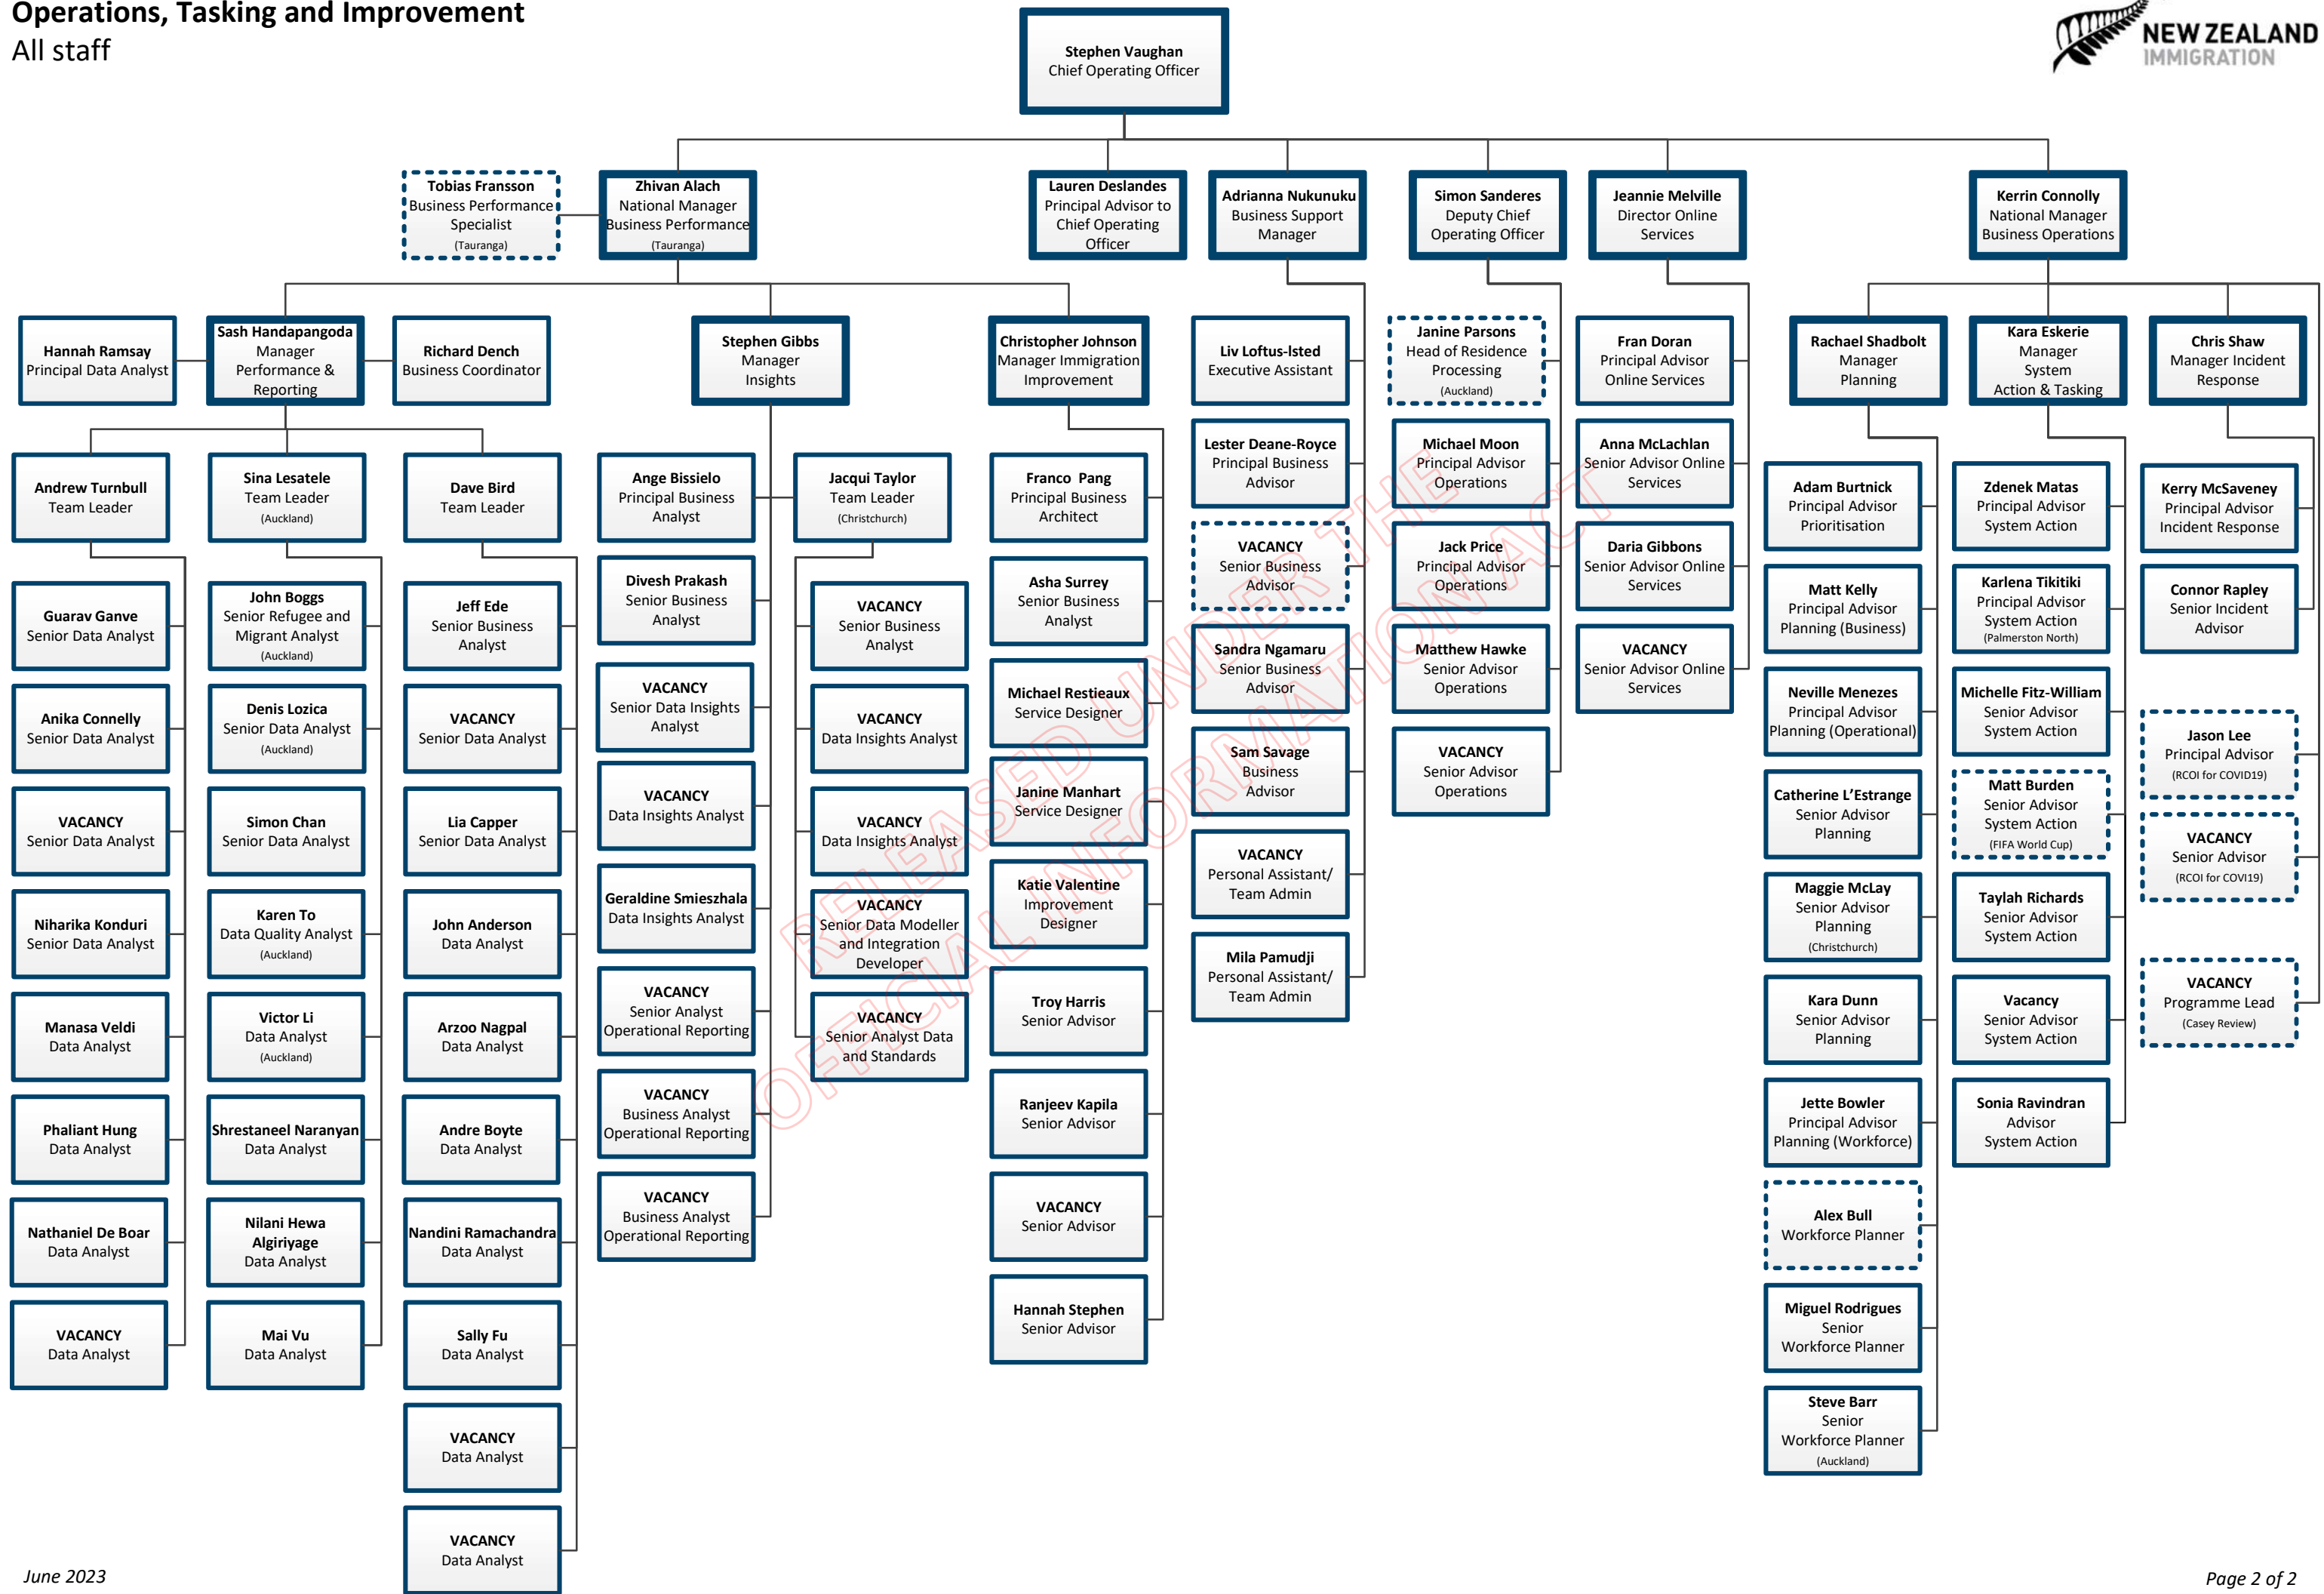 Operations, Tasking and Improvement
All staff
NEW ZEALAND
IMMIGRATION
Stephen Vaughan
Chief Operating Officer
Tobias Fransson
Business Performance
Specialist
(Tauranga)
Zhivan Alach
National Manager
Business Performance
(Tauranga)
Lauren Deslandes
Principal Advisor to
Chief Operating
Officer
Adrianna Nukunuku
Business Support
Manager
Simon Sanderes
Deputy Chief
Operating Officer
Jeannie Melville
Director Online
Services
Kerrin Connolly
National Manager
Business Operations
Hannah Ramsay
Principal Data Analyst
Sash Handapangoda
Manager
Performance &
Reporting
Richard Dench
Business Coordinator
Stephen Gibbs
Manager
Insights
Christopher Johnson
Manager Immigration
Improvement
Andrew Turnbull
Team Leader
Guarav Ganve
Senior Data Analyst
Anika Connelly
Senior Data Analyst
VACANCY
Senior Data Analyst
Niharika Konduri
Senior Data Analyst
Manasa Veldi
Data Analyst
Phaliant Hung
Data Analyst
Nathaniel De Boar
Data Analyst
VACANCY
Data Analyst
Sina Lesatele
Team Leader
(Auckland)
John Boggs
Senior Refugee and
Migrant Analyst
(Auckland)
Denis Lozica
Senior Data Analyst
(Auckland)
Simon Chan
Senior Data Analyst
Karen To
Data Quality Analyst
(Auckland)
Victor Li
Data Analyst
(Auckland)
Shrestaneel Naranyan
Data Analyst
Nilani Hewa
Algiriyage
Data Analyst
Mai Vu
Data Analyst
Dave Bird
Team Leader
Jeff Ede
Senior Business
Analyst
VACANCY
Senior Data Analyst
Lia Capper
Senior Data Analyst
John Anderson
Data Analyst
Arzoo Nagpal
Data Analyst
Andre Boyte
Data Analyst
Nandini Ramachandra
Data Analyst
Sally Fu
Data Analyst
VACANCY
Data Analyst
VACANCY
Data Analyst
Ange Bissielo
Principal Business
Analyst
Divesh Prakash
Senior Business
Analyst
VACANCY
Senior Data Insights
Analyst
VACANCY
Data Insights Analyst
Geraldine Smieszhala
Data Insights Analyst
VACANCY
Senior Analyst
Operational Reporting
VACANCY
Business Analyst
Operational Reporting
VACANCY
Business Analyst
Operational Reporting
Jacqui Taylor
Team Leader
(Christchurch)
VACANCY
Senior Business
Analyst
VACANCY
Data Insights Analyst
VACANCY
Data Insights Analyst
VACANCY
Senior Data Modeller
and Integration
Developer
VACANCY
Senior Analyst Data
and Standards
Franco Pang
Principal Business
Architect
Asha Surrey
Senior Business
Analyst
Michael Restieaux
Service Designer
Janine Manhart
Service Designer
Katie Valentine
Improvement
Designer
Troy Harris
Senior Advisor
Ranjeev Kapila
Senior Advisor
VACANCY
Senior Advisor
Hannah Stephen
Senior Advisor
Liv Loftus-Isted
Executive Assistant
Lester Deane-Royce
Principal Business
Advisor
VACANCY
Senior Business
Advisor
Sandra Ngamaru
Senior Business
Advisor
Sam Savage
Business
Advisor
VACANCY
Personal Assistant/
Team Admin
Mila Pamudji
Personal Assistant/
Team Admin
Janine Parsons
Head of Residence
Processing
(Auckland)
Michael Moon
Principal Advisor
Operations
Jack Price
Principal Advisor
Operations
Matthew Hawke
Senior Advisor
Operations
VACANCY
Senior Advisor
Operations
Fran Doran
Principal Advisor
Online Services
Anna McLachlan
Senior Advisor Online
Services
Daria Gibbons
Senior Advisor Online
Services
VACANCY
Senior Advisor Online
Services
Rachael Shadbolt
Manager
Planning
Adam Burtnick
Principal Advisor
Prioritisation
Matt Kelly
Principal Advisor
Planning (Business)
Neville Menezes
Principal Advisor
Planning (Operational)
Catherine L’Estrange
Senior Advisor
Planning
Maggie McLay
Senior Advisor
Planning
(Christchurch)
Kara Dunn
Senior Advisor
Planning
Jette Bowler
Principal Advisor
Planning (Workforce)
Alex Bull
Workforce Planner
Miguel Rodrigues
Senior
Workforce Planner
Steve Barr
Senior
Workforce Planner
(Auckland)
Kara Eskerie
Manager
System
Action & Tasking
Zdenek Matas
Principal Advisor
System Action
Karlena Tikitiki
Principal Advisor
System Action
(Palmerston North)
Michelle Fitz-William
Senior Advisor
System Action
Matt Burden
Senior Advisor
System Action
(FIFA World Cup)
Taylah Richards
Senior Advisor
System Action
Vacancy
Senior Advisor
System Action
Sonia Ravindran
Advisor
System Action
Chris Shaw
Manager Incident
Response
Kerry McSaveney
Principal Advisor
Incident Response
Connor Rapley
Senior Incident
Advisor
Jason Lee
Principal Advisor
(RCOI for COVID19)
VACANCY
Senior Advisor
(RCOI for COVI19)
VACANCY
Programme Lead
(Casey Review)
RELEASED UNDER THE
OFFICIAL INFORMATION ACT
June 2023
Page 2 of 2